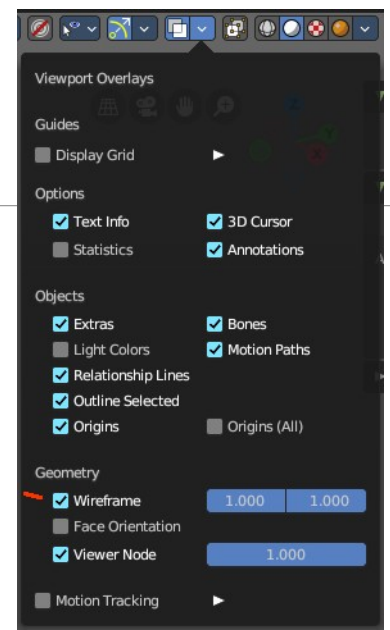 Viewport Overlays
Guides
Display Grid
Options
Text Info 3D Cursor
Statistics Annotations
Objects
Extras Bones
Light Colors Motion Paths
Relationship Lines
Outline Selected
Origins Origins (All)
Geometry
Wireframe 1.000 1.000
Face Orientation
Viewer Node 1.000
Motion Tracking